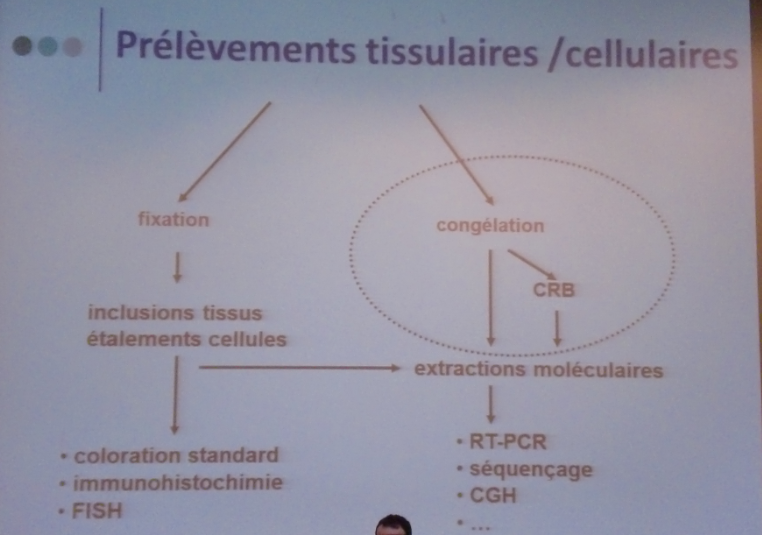 Prélèvements tissulaires /cellulaires
fixation
congélation
CRB
inclusions tissus
étalements cellules
extractions moléculaires
• coloration standard
• immunohistochimie
• FISH
• RT-PCR
• séquençage
• CGH
• ...